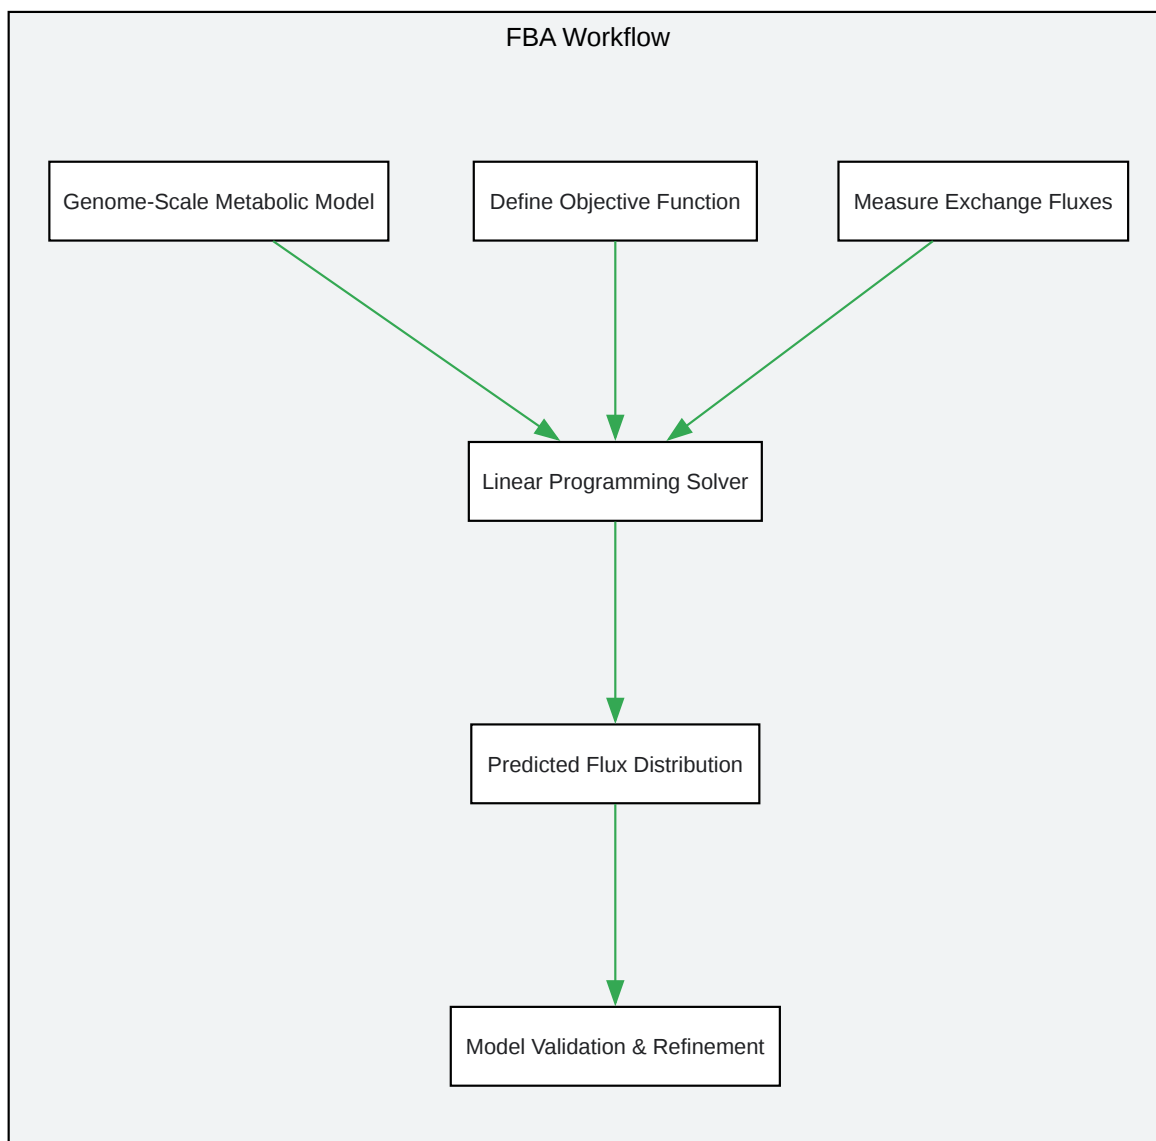 FBA Workflow
Genome-Scale Metabolic Model
Define Objective Function
Measure Exchange Fluxes
Linear Programming Solver
Predicted Flux Distribution
Model Validation & Refinement